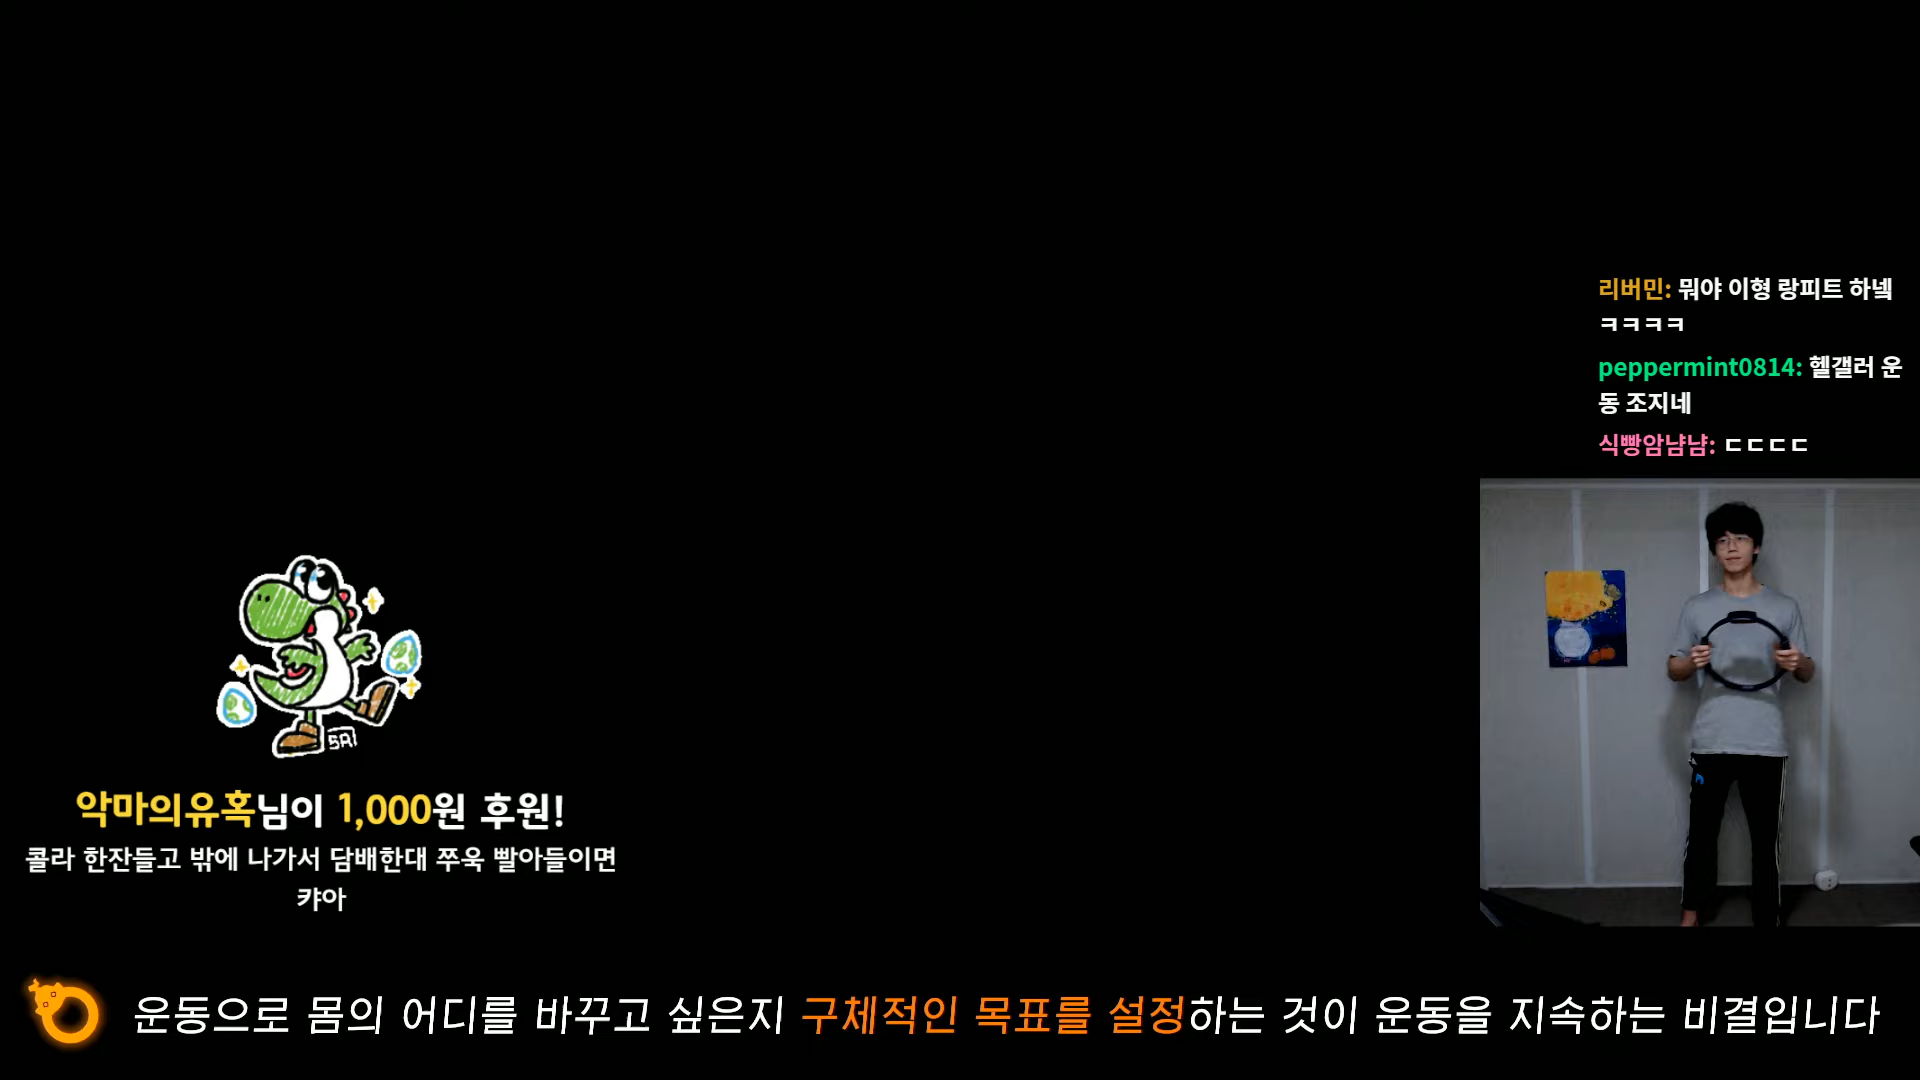 리버민: 뭐야 이형 랑피트 하넼
ㅋㅋㅋㅋ
peppermint0814: 헬갤러 운
동 조지네
식빵암냠냠: ㄷㄷㄷㄷ
SAI
악마의유혹님이 1,000원 후원!
콜라 한잔들고 밖에 나가서 담배한대 쭈욱 빨아들이면
캬아
운동으로 몸의 어디를 바꾸고 싶은지 구체적인 목표를 설정하는 것이 운동을 지속하는 비결입니다